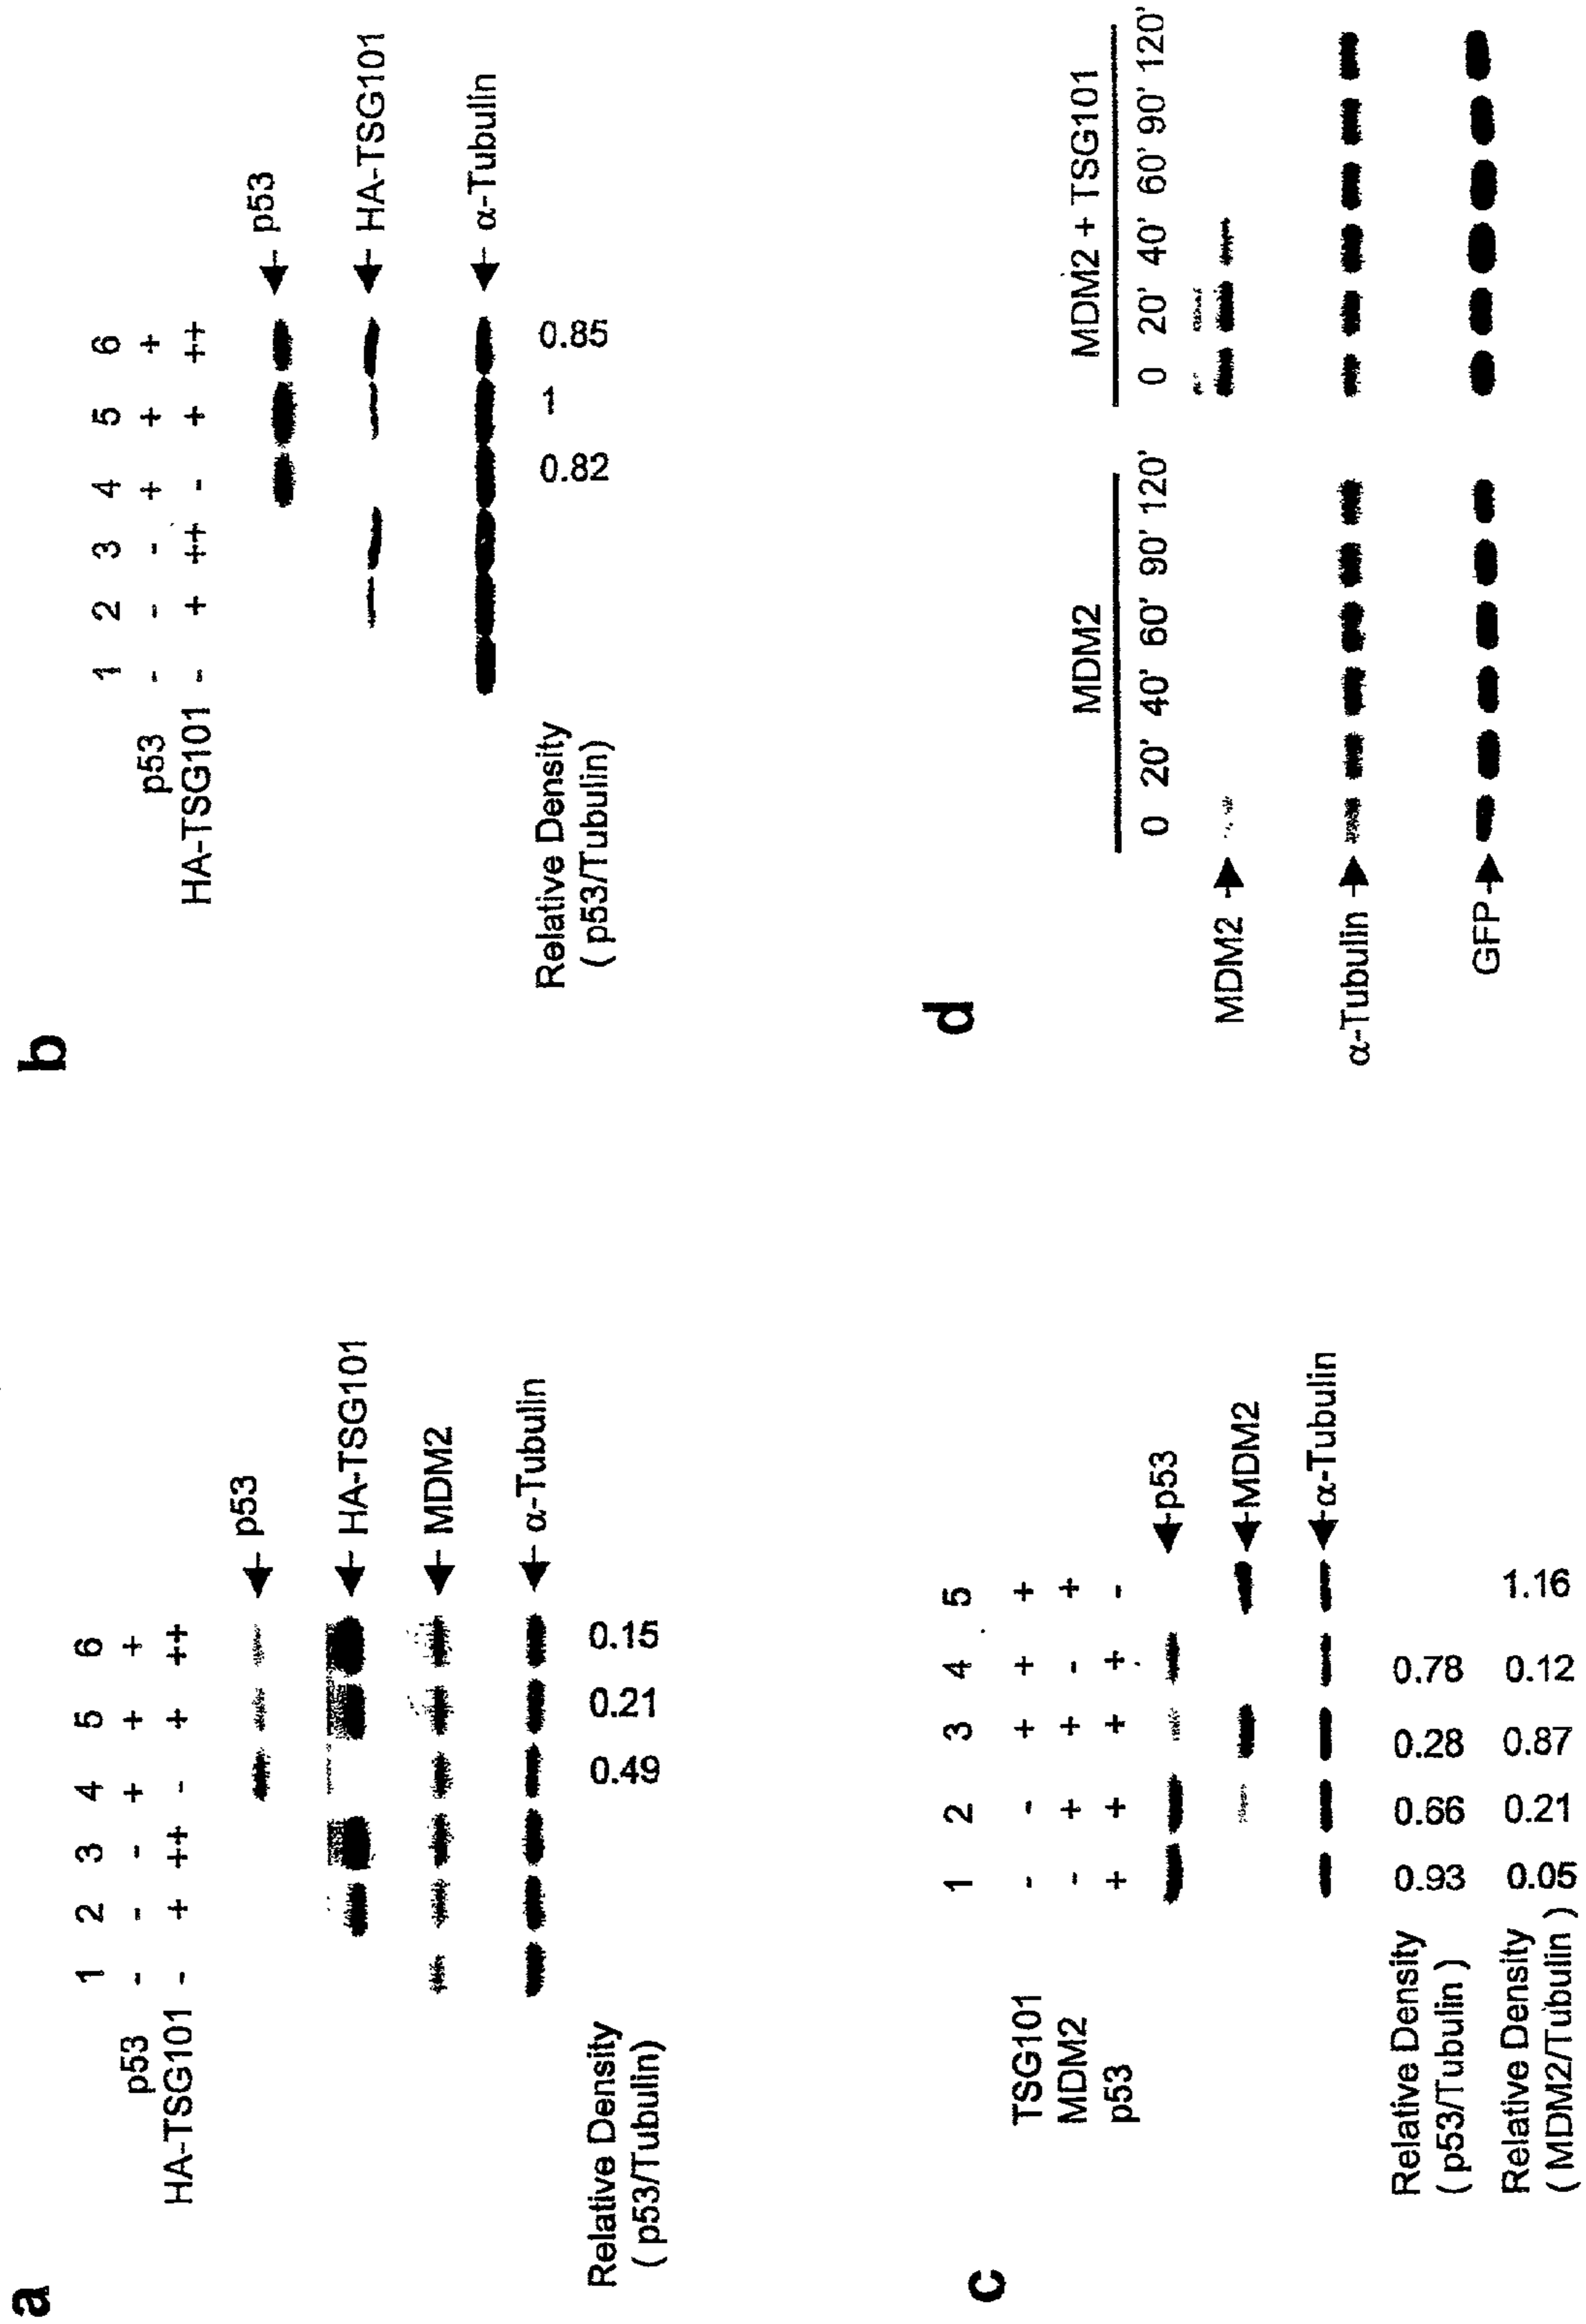 a
1 2 3 4 5 6
p53 - - - + + +
HA-TSG101 - + ++ - + ++
p53
HA-TSG101
MDM2
α-Tubulin
Relative Density
( p53/Tubulin)
0.49 0.21 0.15
b
1 2 3 4 5 6
p53 - - - + + +
HA-TSG101 - + ++ - + ++
p53
HA-TSG101
α-Tubulin
Relative Density
( p53/Tubulin)
0.82 1 0.85
c
1 2 3 4 5
TSG101 - - + + +
MDM2 - + + - +
p53 + + + + -
p53
MDM2
α-Tubulin
Relative Density
( p53/Tubulin )
0.93 0.66 0.28 0.78
Relative Density
( MDM2/Tubulin )
0.05 0.21 0.87 0.12 1.16
d
MDM2 MDM2 + TSG101
0 20' 40' 60' 90' 120' 0 20' 40' 60' 90' 120'
MDM2
α-Tubulin
GFP